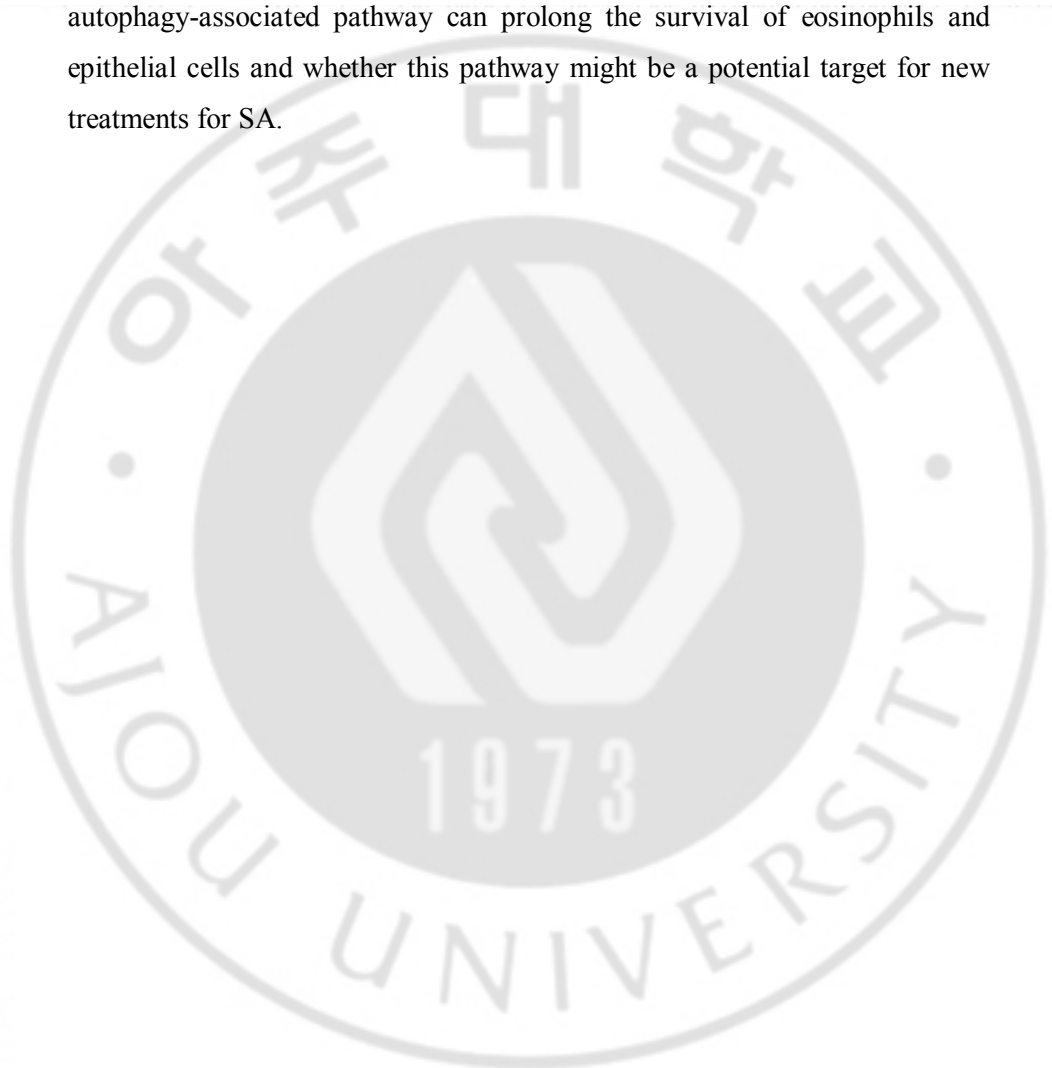 autophagy-associated pathway can prolong the survival of eosinophils and
epithelial cells and whether this pathway might be a potential target for new
treatments for SA.
아주대학교
1973
AJOU UNIVERSITY